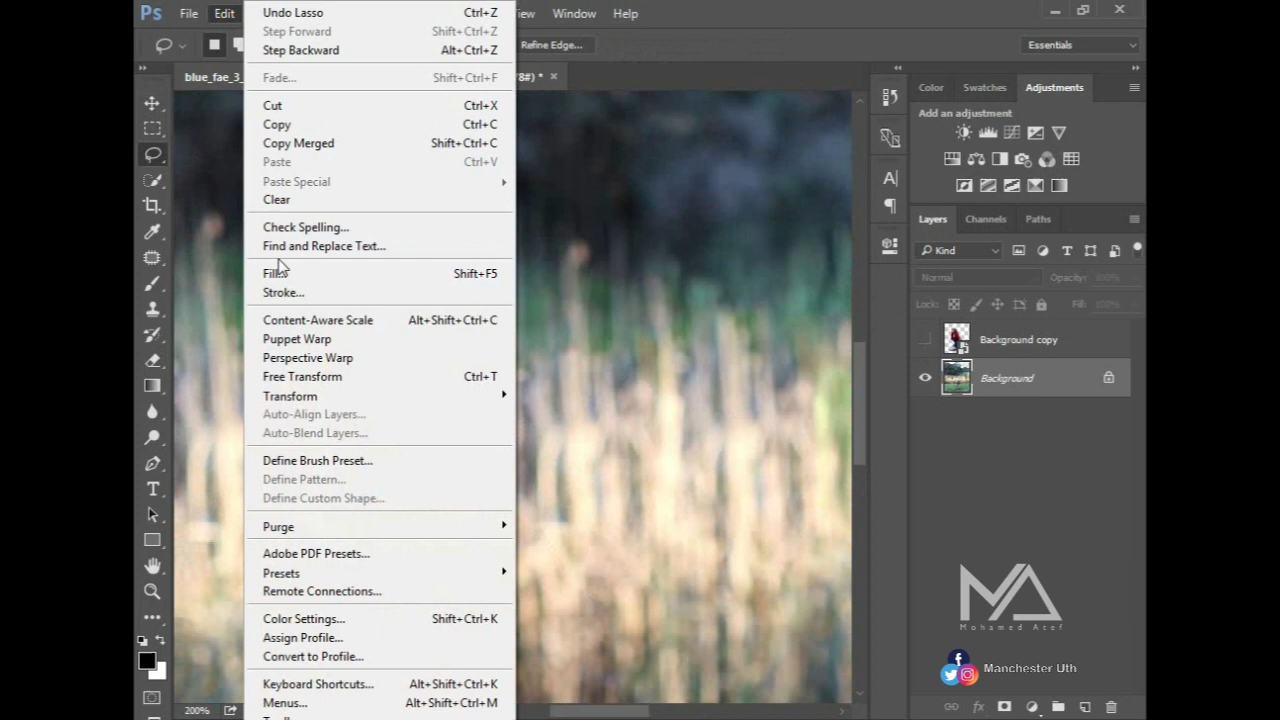 Ps File Edit View Window Help
Refine Edge... Essentials
blue_fae_3_ /8#) *
Undo Lasso Ctrl+Z
Step Forward Shift+Ctrl+Z
Step Backward Alt+Ctrl+Z
Fade... Shift+Ctrl+F
Cut Ctrl+X
Copy Ctrl+C
Copy Merged Shift+Ctrl+C
Paste Ctrl+V
Paste Special
Clear
Check Spelling...
Find and Replace Text...
Fill... Shift+F5
Stroke...
Content-Aware Scale Alt+Shift+Ctrl+C
Puppet Warp
Perspective Warp
Free Transform Ctrl+T
Transform
Auto-Align Layers...
Auto-Blend Layers...
Define Brush Preset...
Define Pattern...
Define Custom Shape...
Purge
Adobe PDF Presets...
Presets
Remote Connections...
Color Settings... Shift+Ctrl+K
Assign Profile...
Convert to Profile...
Keyboard Shortcuts... Alt+Shift+Ctrl+K
Menus... Alt+Shift+Ctrl+M
200%
Color Swatches Adjustments
Add an adjustment
Layers Channels Paths
Kind
Normal Opacity: 100%
Lock: Fill: 100%
Background copy
Background
MA
Mohamed Atef
Manchester Uth